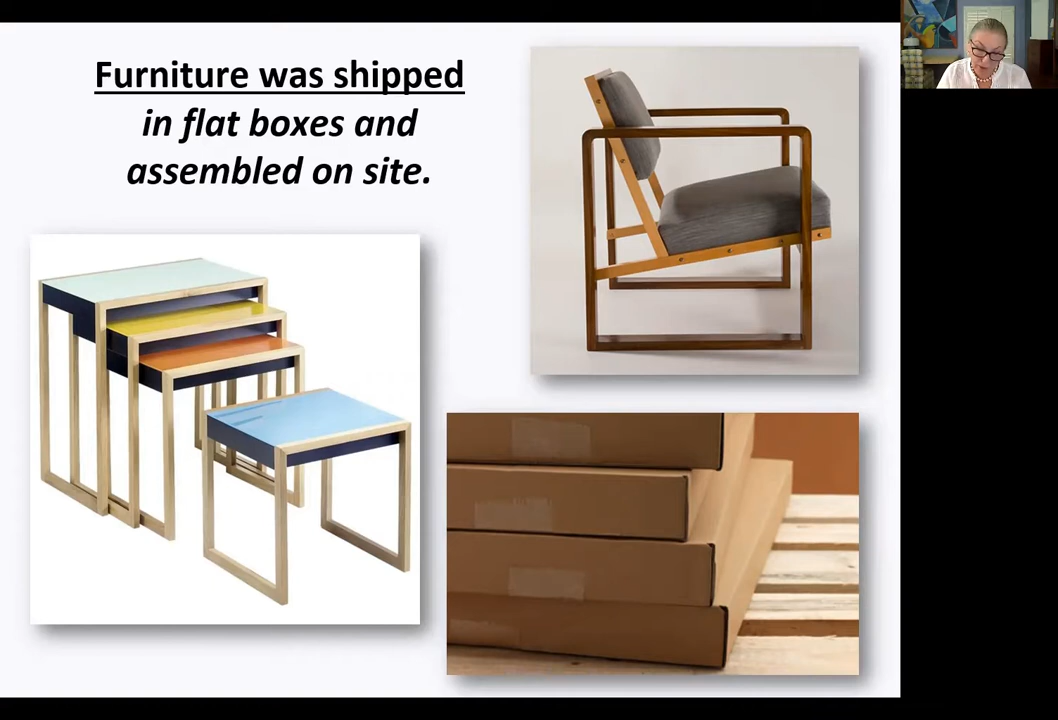 Furniture was shipped
in flat boxes and
assembled on site.